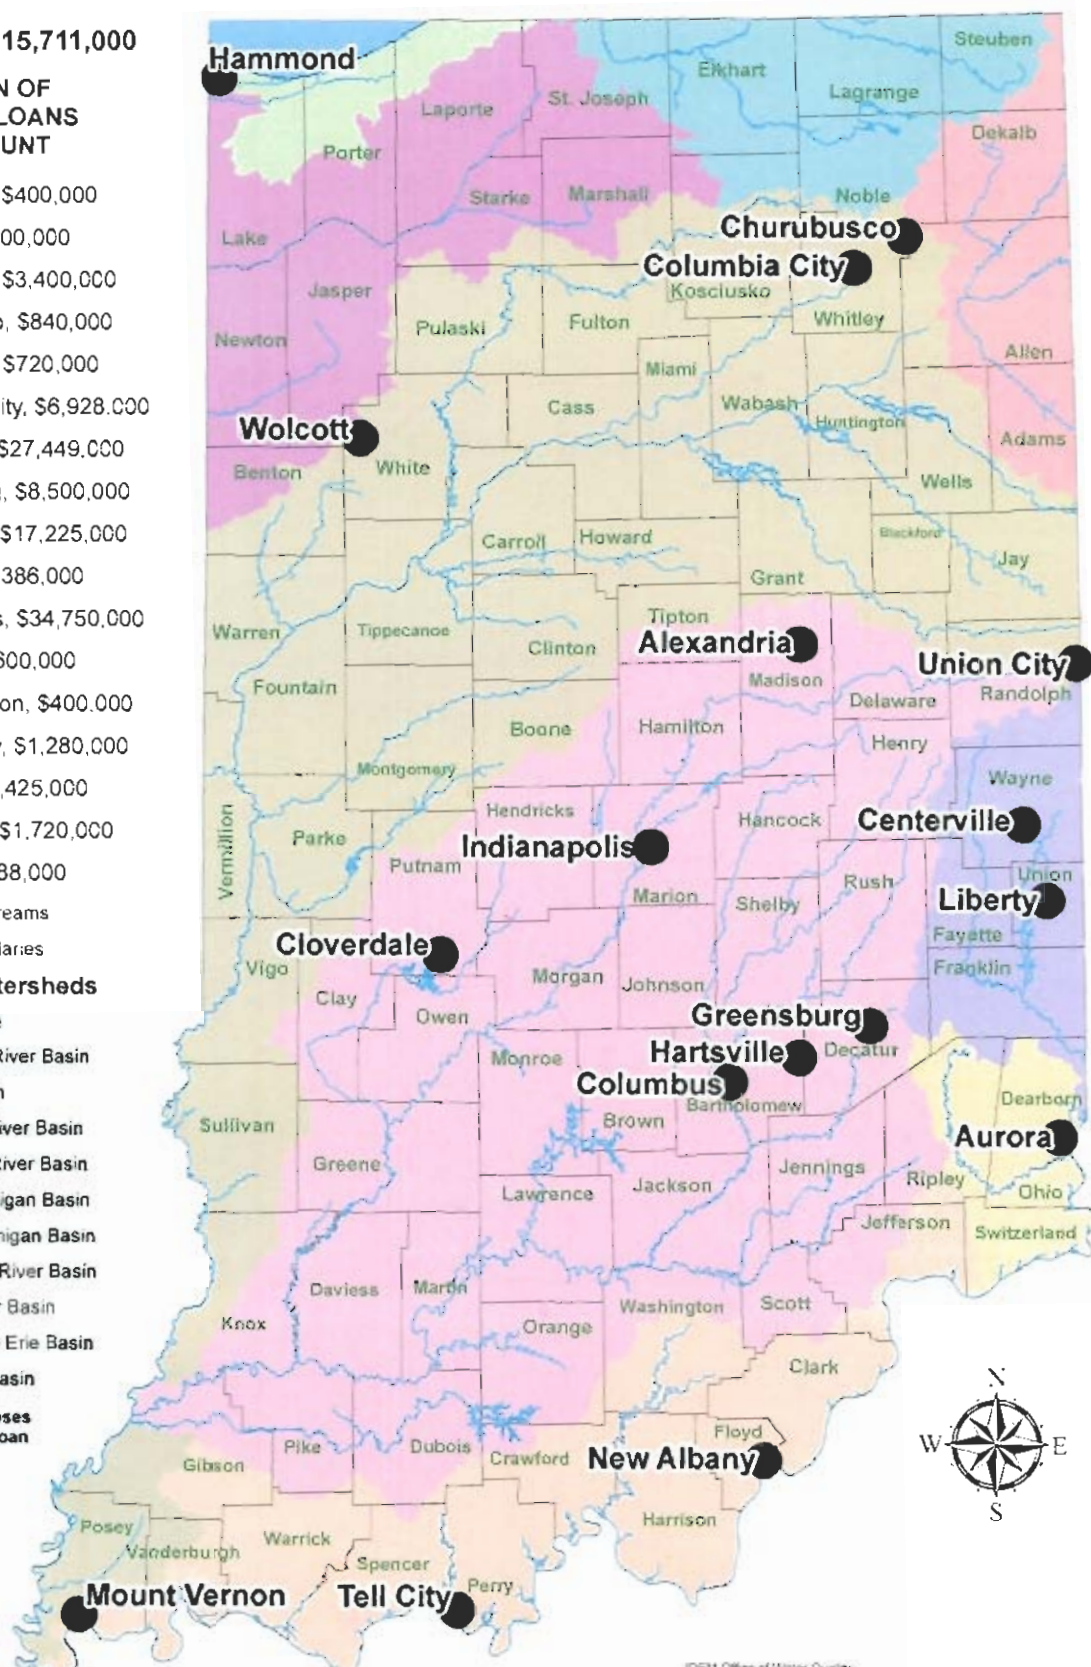 15,711,000
N OF
LOANS
UNT
$400,000
00,000
$3,400,000
o, $840,000
$720,000
ity, $6,928.000
$27,449.000
, $8,500,000
$17,225,000
386,000
s, $34,750,000
600,000
on, $400.000
y, $1,280,000
,425,000
$1,720,000
88,000
reams
daries
tersheds
River Basin
n
iver Basin
River Basin
igan Basin
higan Basin
River Basin
r Basin
Erie Basin
asin
ses
oan
Hammond
Steuben
Elkhart
St. Joseph
Lagrange
Laporte
Dekalb
Porter
Starke
Marshall
Noble
Churubusco
Lake
Columbia City
Jasper
Kosciusko
Pulaski
Fulton
Whitley
Newton
Allen
Miami
Cass
Wabash
Huntington
Wolcott
Adams
Benton
White
Wells
Carroll
Howard
Blackford
Jay
Grant
Tipton
Warren
Tippecanoe
Clinton
Alexandria
Union City
Fountain
Madison
Delaware
Randolph
Boone
Hamilton
Henry
Montgomery
Wayne
Hendricks
Hancock
Centerville
Vermillion
Parke
Indianapolis
Putnam
Marion
Shelby
Rush
Union
Liberty
Fayette
Cloverdale
Vigo
Morgan
Johnson
Franklin
Clay
Owen
Greensburg
Monroe
Hartsville
Decatur
Columbus
Bartholomew
Dearborn
Sullivan
Brown
Aurora
Greene
Lawrence
Jackson
Jennings
Ripley
Ohio
Jefferson
Switzerland
Daviess
Martin
Knox
Washington
Scott
Orange
Clark
N
W
E
S
Floyd
Pike
Dubois
Crawford
New Albany
Gibson
Posey
Vanderburgh
Warrick
Harrison
Spencer
Perry
Mount Vernon
Tell City